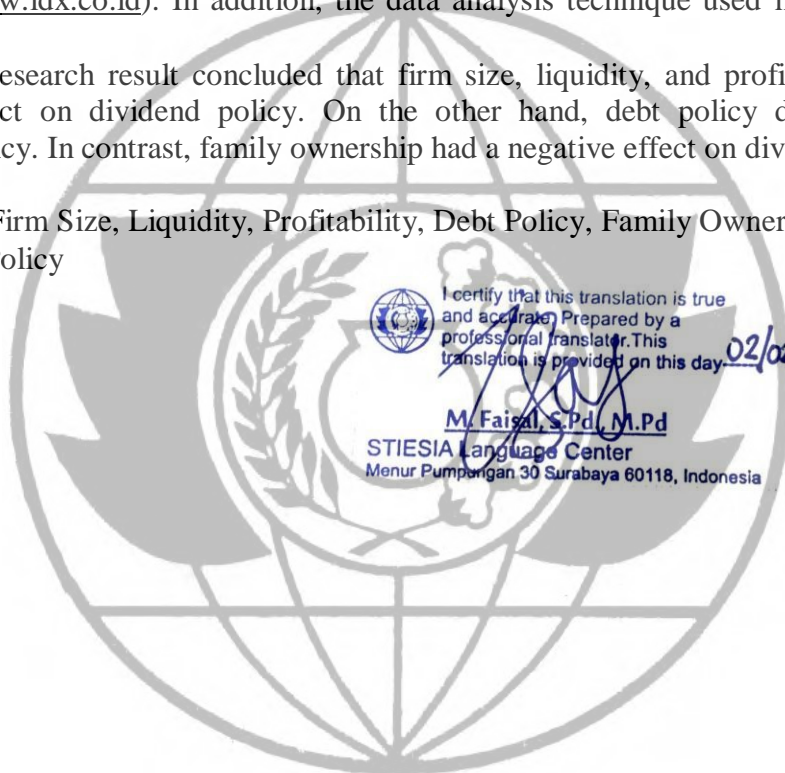 w.idx.co.id). In addition, the data analysis technique used
esearch result concluded that firm size, liquidity, and profi
ct on dividend policy. On the other hand, debt policy d
cy. In contrast, family ownership had a negative effect on div
Firm Size, Liquidity, Profitability, Debt Policy, Family Owner
olicy
I certify that this translation is true
and accurate. Prepared by a
professional translator. This
translation is provided on this day 02/02
M. Faisal, S.Pd, M.Pd
STIESIA Language Center
Menur Pumpungan 30 Surabaya 60118, Indonesia